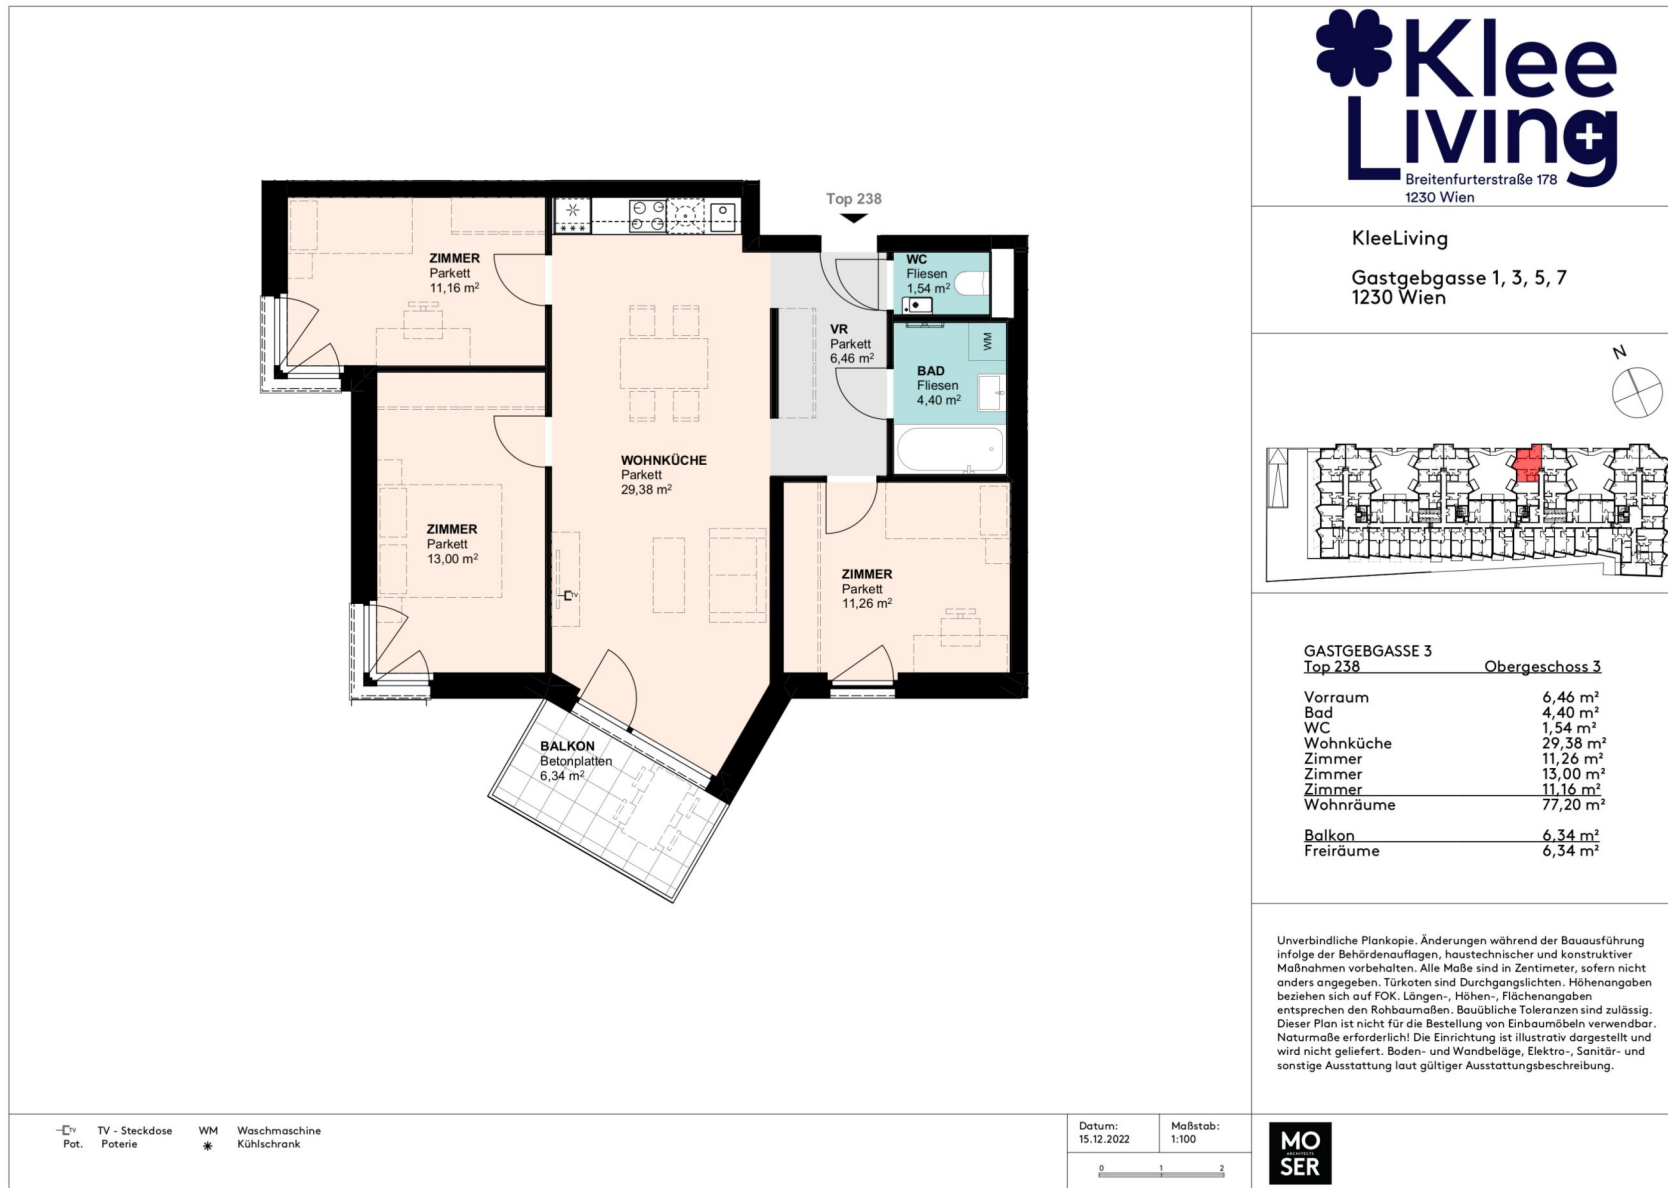 Top 238
ZIMMER
Parkett
11,16 m²
WC
Fliesen
1,54 m²
VR
Parkett
6,46 m²
WM
BAD
Fliesen
4,40 m²
WOHNKÜCHE
Parkett
29,38 m²
ZIMMER
Parkett
13,00 m²
TV
ZIMMER
Parkett
11,26 m²
BALKON
Betonplatten
6,34 m²
Klee
Living
Breitenfurterstraße 178
1230 Wien
KleeLiving
Gastgebgasse 1, 3, 5, 7
1230 Wien
N
GASTGEBGASSE 3
Top 238 Obergeschoss 3
Vorraum 6,46 m²
Bad 4,40 m²
WC 1,54 m²
Wohnküche 29,38 m²
Zimmer 11,26 m²
Zimmer 13,00 m²
Zimmer 11,16 m²
Wohnräume 77,20 m²
Balkon 6,34 m²
Freiräume 6,34 m²
Unverbindliche Plankopie. Änderungen während der Bauausführung
infolge der Behördenauflagen, haustechnischer und konstruktiver
Maßnahmen vorbehalten. Alle Maße sind in Zentimeter, sofern nicht
anders angegeben. Türkoten sind Durchgangslichten. Höhenangaben
beziehen sich auf FOK. Längen-, Höhen-, Flächenangaben
entsprechen den Rohbaumaßen. Bauübliche Toleranzen sind zulässig.
Dieser Plan ist nicht für die Bestellung von Einbaumöbeln verwendbar.
Naturmaße erforderlich! Die Einrichtung ist illustrativ dargestellt und
wird nicht geliefert. Boden- und Wandbeläge, Elektro-, Sanitär- und
sonstige Ausstattung laut gültiger Ausstattungsbeschreibung.
TV TV - Steckdose WM Waschmaschine
Pot. Poterie Kühlschrank
Datum: Maßstab:
15.12.2022 1:100
0 1 2
MO
ARCHITECTS
SER